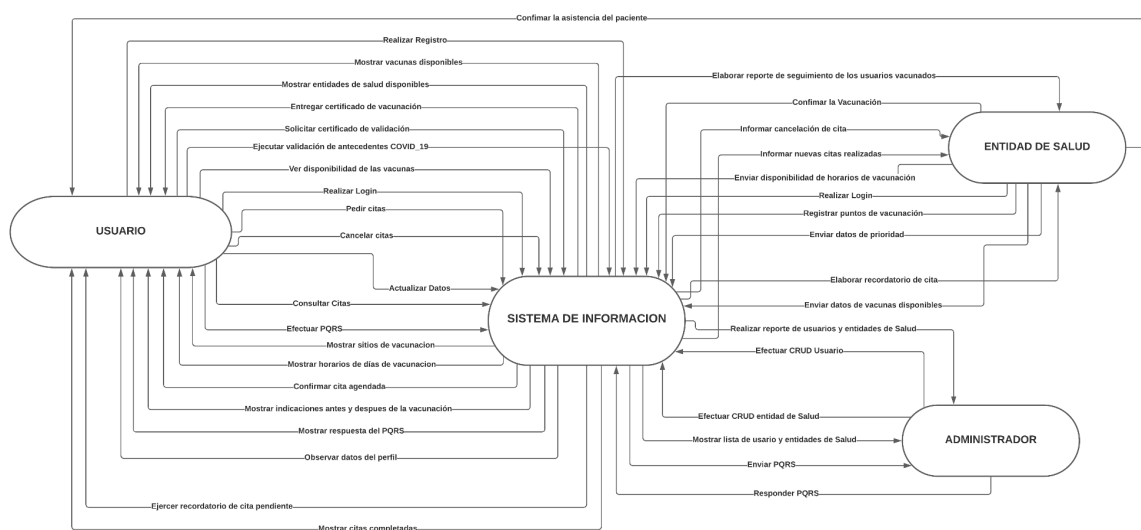 Confimar la asistencia del paciente
Realizar Registro
Mostrar vacunas disponibles
Elaborar reporte de seguimiento de los usuarios vacunados
Mostrar entidades de salud disponibles
Entregar certificado de vacunación
Confimar la Vacunación
Solicitar certificado de validación
Informar cancelación de cita
Ejecutar validación de antecedentes COVID_19
ENTIDAD DE SALUD
Informar nuevas citas realizadas
Ver disponibilidad de las vacunas
Enviar disponibilidad de horarios de vacunación
Realizar Login
Realizar Login
Pedir citas
Registrar puntos de vacunación
USUARIO
Cancelar citas
Enviar datos de prioridad
Elaborar recordatorio de cita
Actualizar Datos
Consultar Citas
Enviar datos de vacunas disponibles
SISTEMA DE INFORMACION
Efectuar PQRS
Realizar reporte de usuarios y entidades de Salud
Mostrar sitios de vacunacion
Efectuar CRUD Usuario
Mostrar horarios de días de vacunacion
Confirmar cita agendada
Mostrar indicaciones antes y despues de la vacunación
Efectuar CRUD entidad de Salud
Mostrar respuesta del PQRS
Mostrar lista de usario y entidades de Salud
ADMINISTRADOR
Observar datos del perfil
Enviar PQRS
Responder PQRS
Ejercer recordatorio de cita pendiente
Mostrar citas completadas